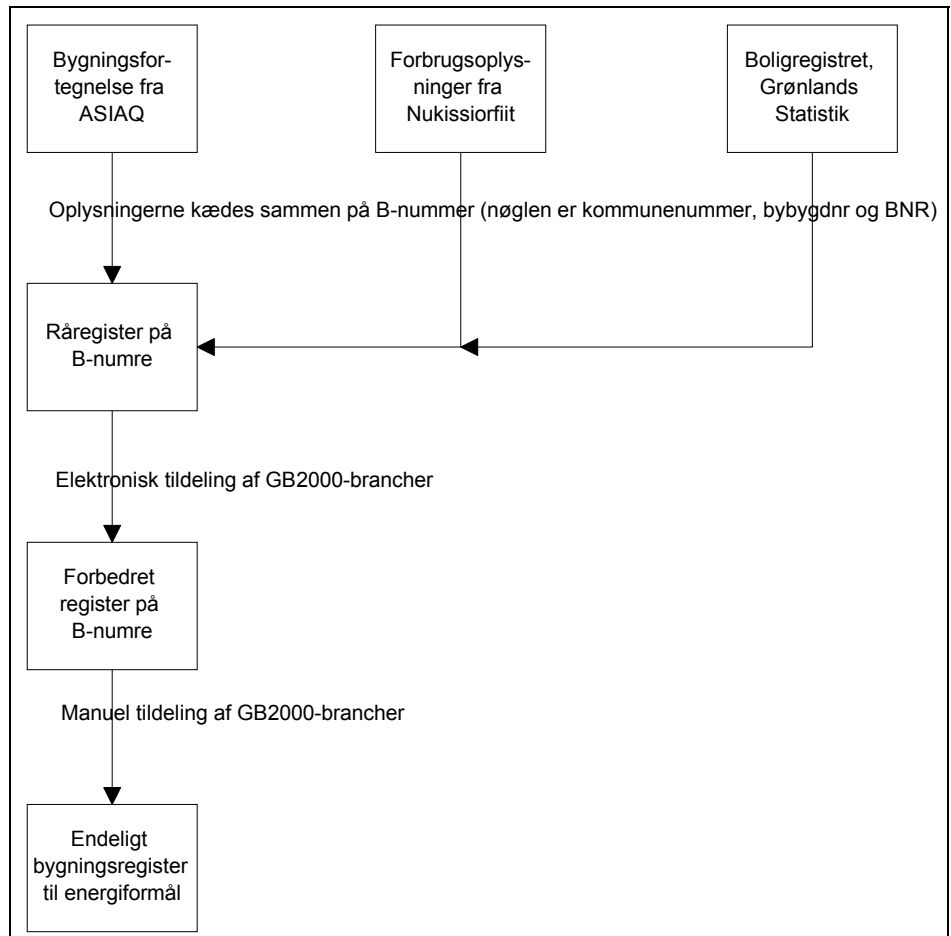 Bygningsfor-
tegnelse fra
ASIAQ
Forbrugsoplys-
ninger fra
Nukissiorfiit
Boligregistret,
Grønlands
Statistik
Oplysningerne kædes sammen på B-nummer (nøglen er kommunenummer, bybygdnr og BNR)
Råregister på
B-numre
Elektronisk tildeling af GB2000-brancher
Forbedret
register på
B-numre
Manuel tildeling af GB2000-brancher
Endeligt
bygningsregister
til energiformål